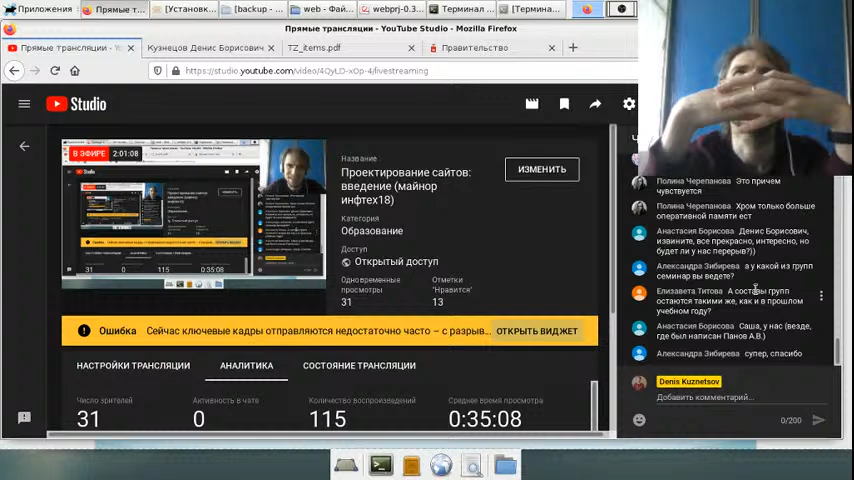 Приложения
Прямые т...
[Установк...
[backup - ...
web - Фай...
webprj-0.3...
Терминал ...
[Термина...
Прямые трансляции - YouTube Studio - Mozilla Firefox
Прямые трансляции - You
Кузнецов Денис Борисович
TZ_items.pdf
Правительство
https://studio.youtube.com/video/4QyLD-xOp-4/livestreaming
Studio
В ЭФИРЕ 2:01:08
Название
Проектирование сайтов:
введение (майнор
инфтех18)
ИЗМЕНИТЬ
Категория
Образование
Доступ
Открытый доступ
Одновременные
просмотры
31
Отметки
"Нравится"
13
31 0 115 0:35:08
Ошибка Сейчас ключевые кадры отправляются недостаточно часто – с разрыв...
ОТКРЫТЬ ВИДЖЕТ
НАСТРОЙКИ ТРАНСЛЯЦИИ
АНАЛИТИКА
СОСТОЯНИЕ ТРАНСЛЯЦИИ
Число зрителей
31
Активность в чате
0
Количество воспроизведений
115
Среднее время просмотра
0:35:08
Полина Черепанова Это причем
чувствуется
Полина Черепанова Хром только больше
оперативной памяти ест
Анастасия Борисова Денис Борисович,
извините, все прекрасно, интересно, но
будет ли у нас перерыв?))
Александра Зибирева а у какой из групп
семинар вы ведете?
Елизавета Титова А составы групп
остаются такими же, как и в прошлом
учебном году?
Анастасия Борисова Саша, у нас (везде,
где был написан Панов А.В.)
Александра Зибирева супер, спасибо
Denis Kuznetsov
Добавить комментарий...
0/200